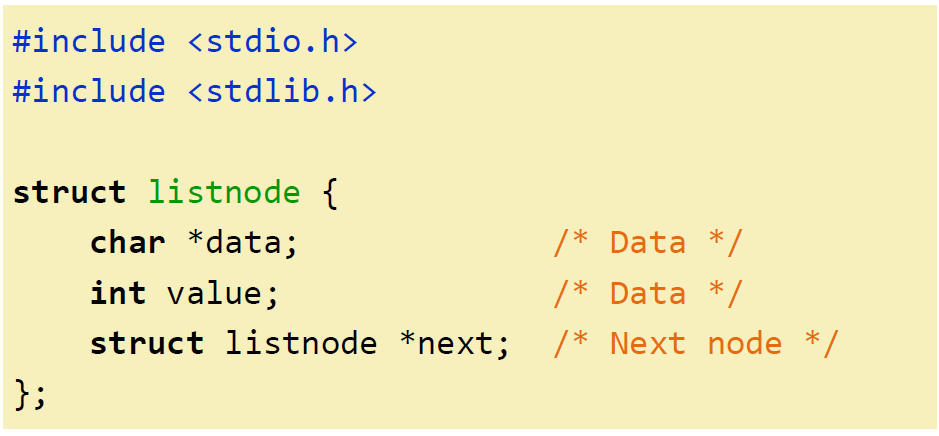 #include <stdio.h>
#include <stdlib.h>
struct listnode {
    char *data;              /* Data */
    int value;               /* Data */
    struct listnode *next;   /* Next node */
};